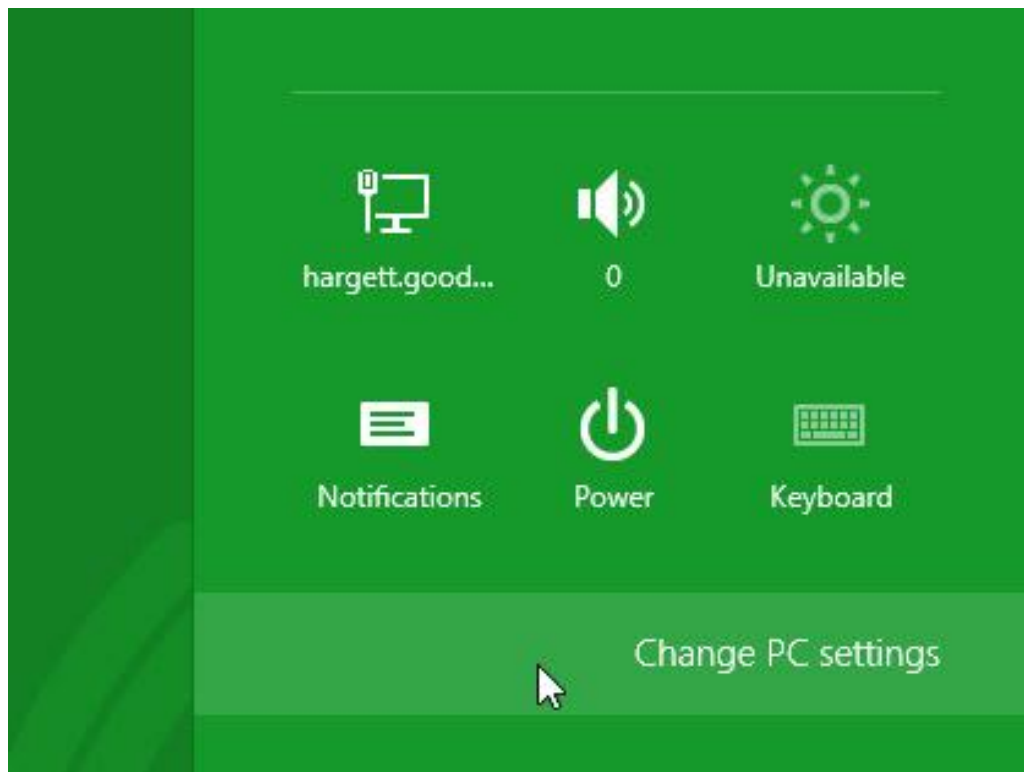 hargett.good...
0
Unavailable
Notifications
Power
Keyboard
Change PC settings